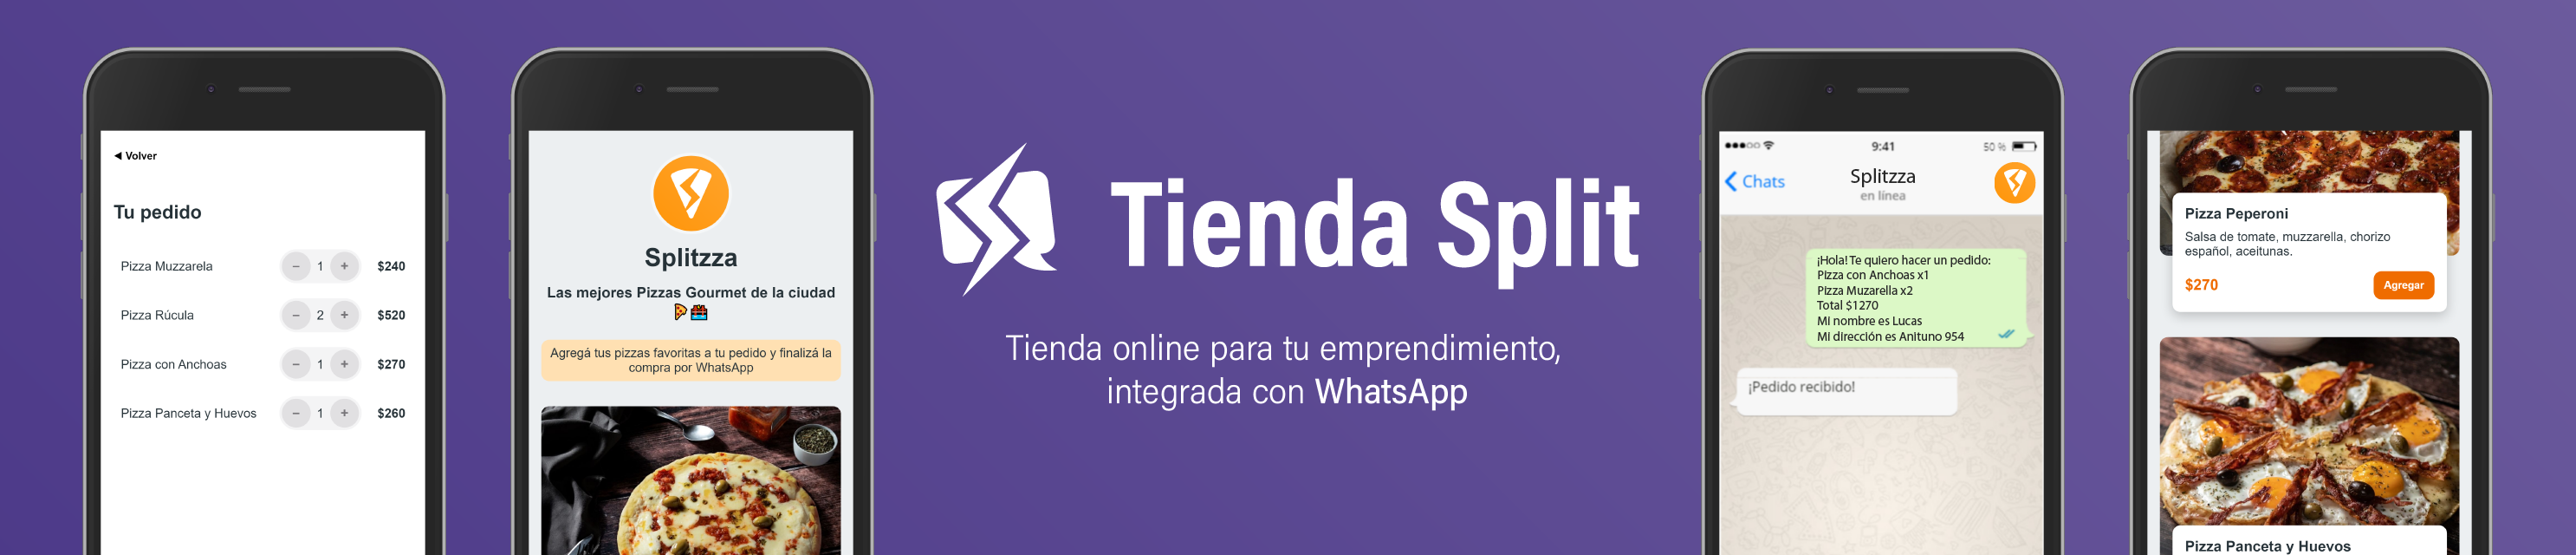 ◀ Volver
Tu pedido
Pizza Muzzarela − 1 + $240
Pizza Rúcula − 2 + $520
Pizza con Anchoas − 1 + $270
Pizza Panceta y Huevos − 1 + $260
Splitzza
Las mejores Pizzas Gourmet de la ciudad
🍕🧰
Agregá tus pizzas favoritas a tu pedido y finalizá la
compra por WhatsApp
Tienda Split
Tienda online para tu emprendimiento,
integrada con WhatsApp
9:41 50 %
Chats
Splitzza
en línea
¡Hola! Te quiero hacer un pedido:
Pizza con Anchoas x1
Pizza Muzarella x2
Total $1270
Mi nombre es Lucas
Mi dirección es Anituno 954
¡Pedido recibido!
Pizza Peperoni
Salsa de tomate, muzzarella, chorizo
español, aceitunas.
$270 Agregar
Pizza Panceta y Huevos